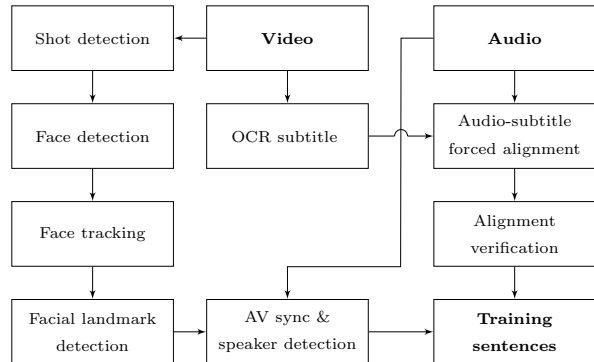 Shot detection
Video
Audio
Face detection
OCR subtitle
Audio-subtitle
forced alignment
Face tracking
Alignment
verification
Facial landmark
detection
AV sync &
speaker detection
Training
sentences